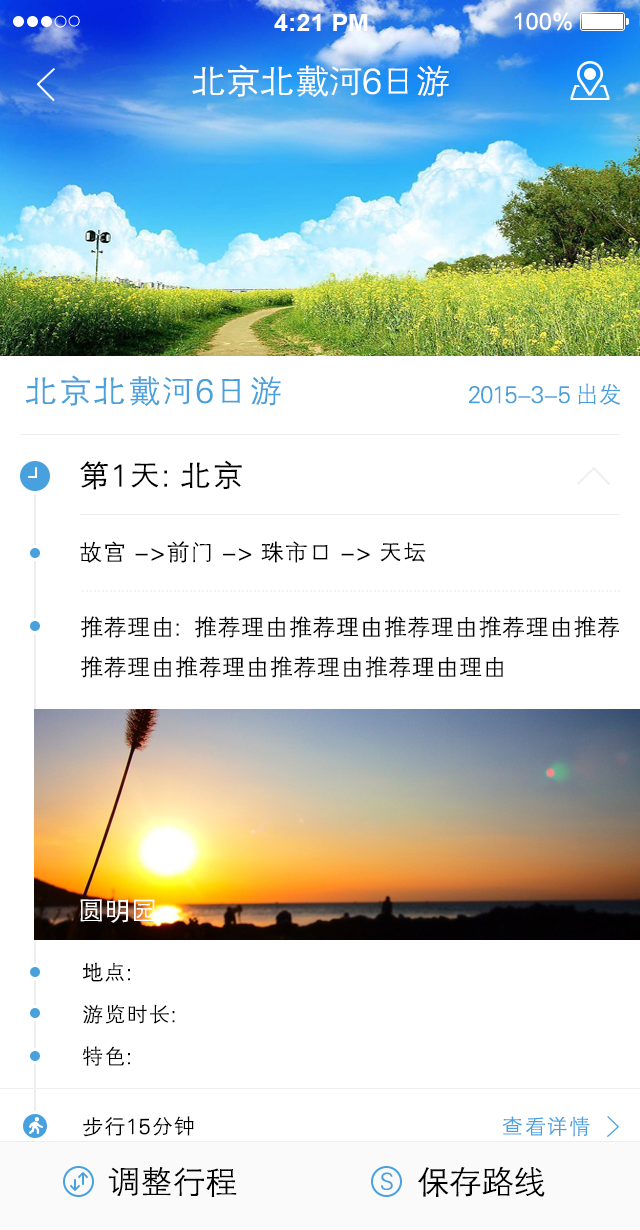 4:21 PM 100%
北京北戴河6日游
北京北戴河6日游 2015-3-5 出发
第1天: 北京
故宫 ->前门 -> 珠市口 -> 天坛
推荐理由: 推荐理由推荐理由推荐理由推荐理由推荐
推荐理由推荐理由推荐理由推荐理由理由
圆明园
地点:
游览时长:
特色:
步行15分钟 查看详情
调整行程 S 保存路线